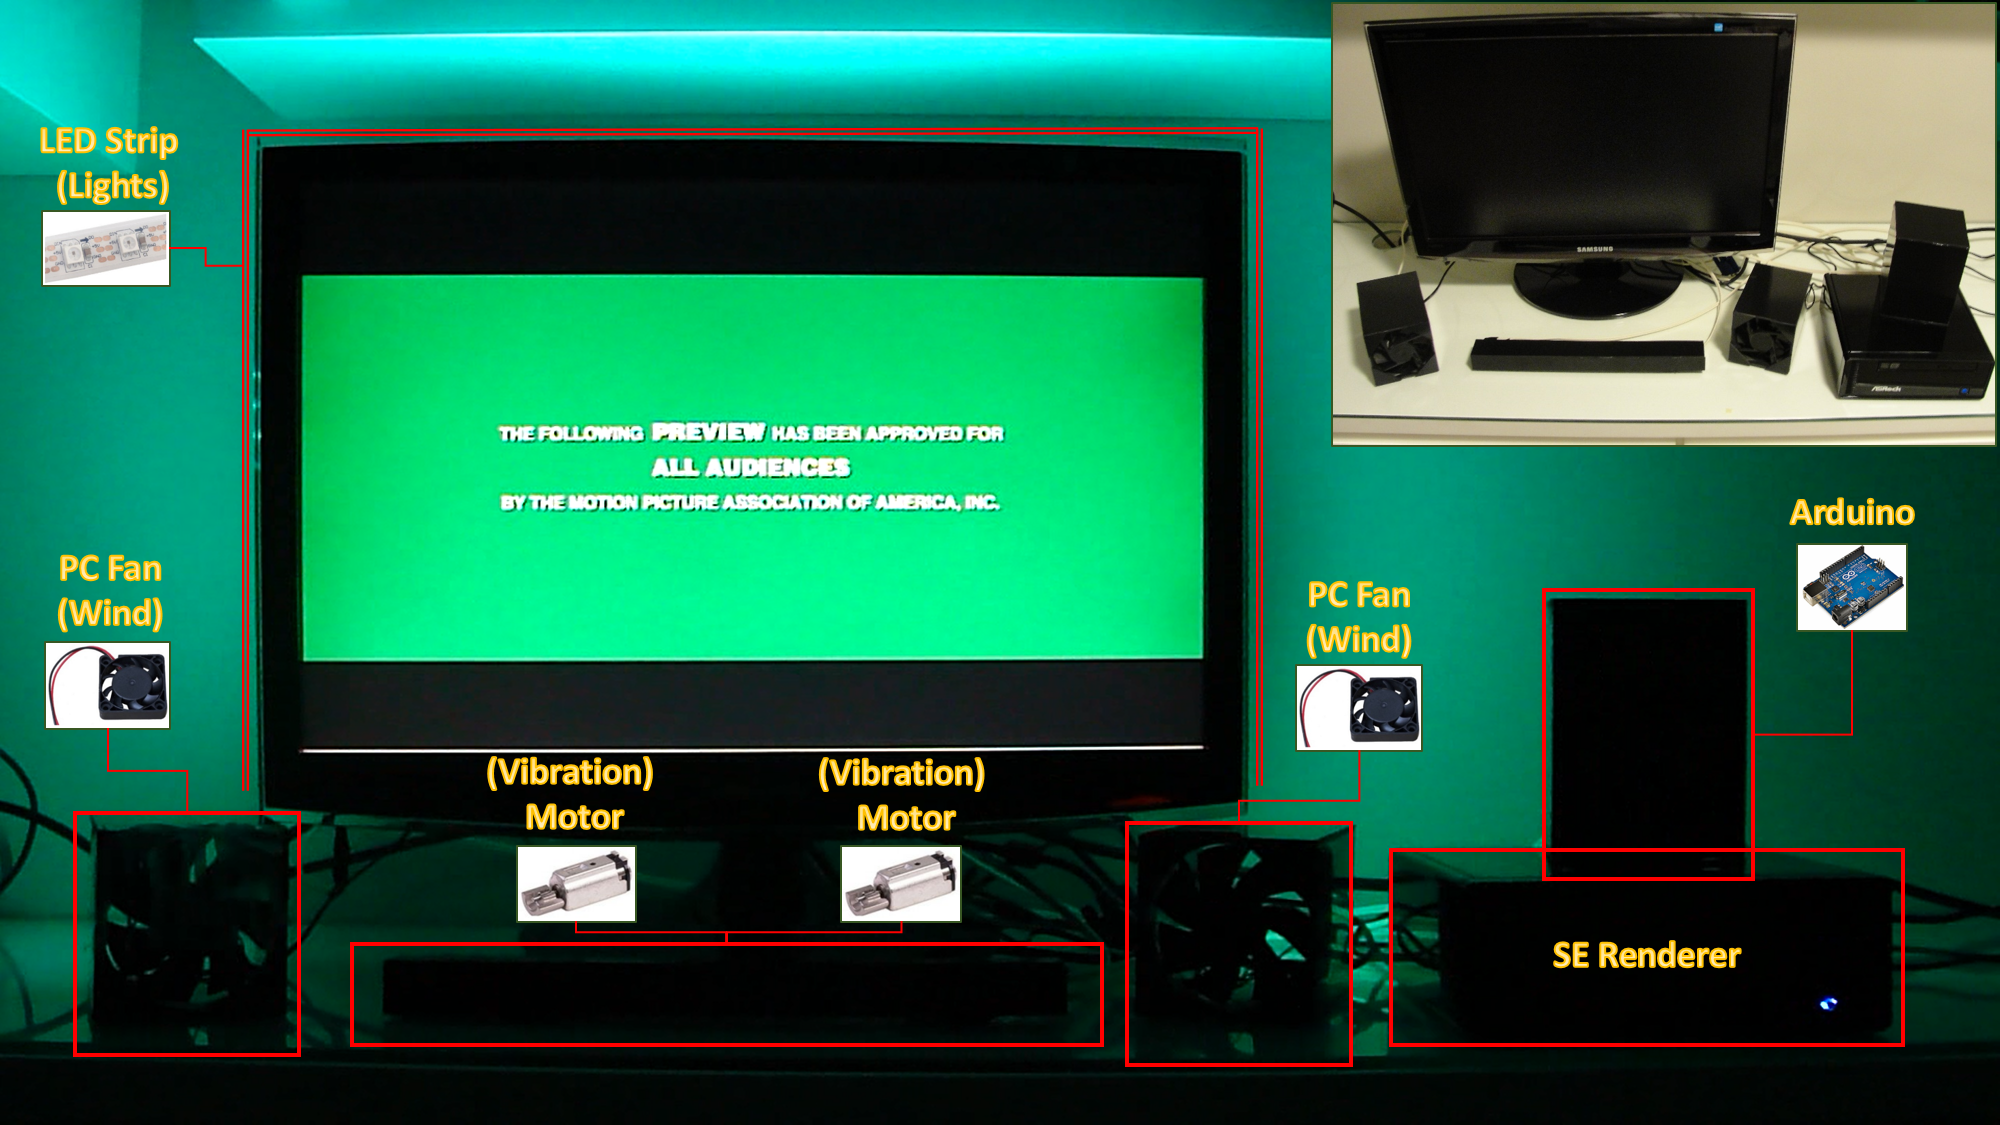 LED Strip
(Lights)
SAMSUNG
ASRock
THE FOLLOWING PREVIEW HAS BEEN APPROVED FOR
ALL AUDIENCES
BY THE MOTION PICTURE ASSOCIATION OF AMERICA, INC.
Arduino
PC Fan
(Wind)
PC Fan
(Wind)
(Vibration)
Motor
(Vibration)
Motor
SE Renderer